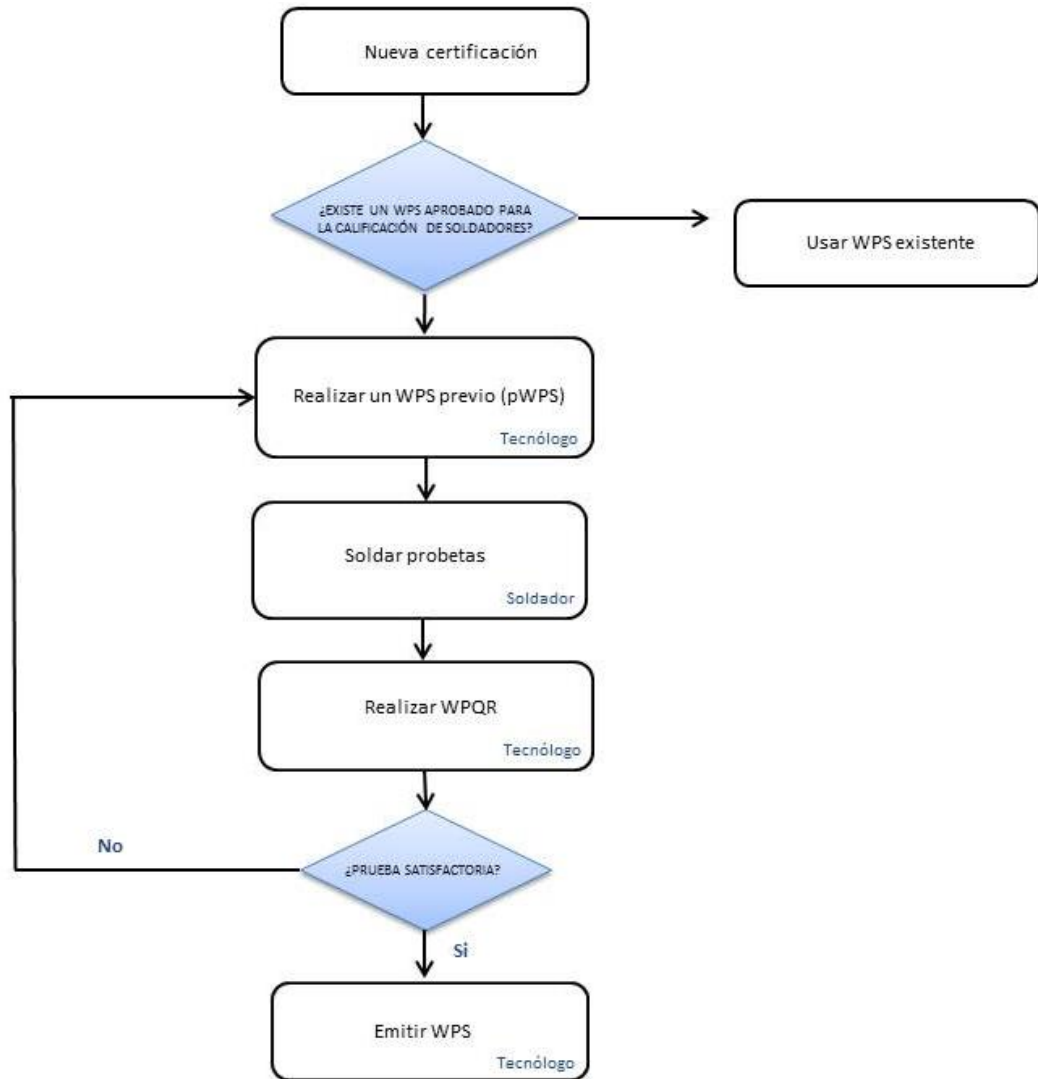 Nueva certificación
¿EXISTE UN WPS APROBADO PARA
LA CALIFICACIÓN DE SOLDADORES?
Usar WPS existente
Realizar un WPS previo (pWPS)
Tecnólogo
Soldar probetas
Soldador
Realizar WPQR
Tecnólogo
No
¿PRUEBA SATISFACTORIA?
Si
Emitir WPS
Tecnólogo